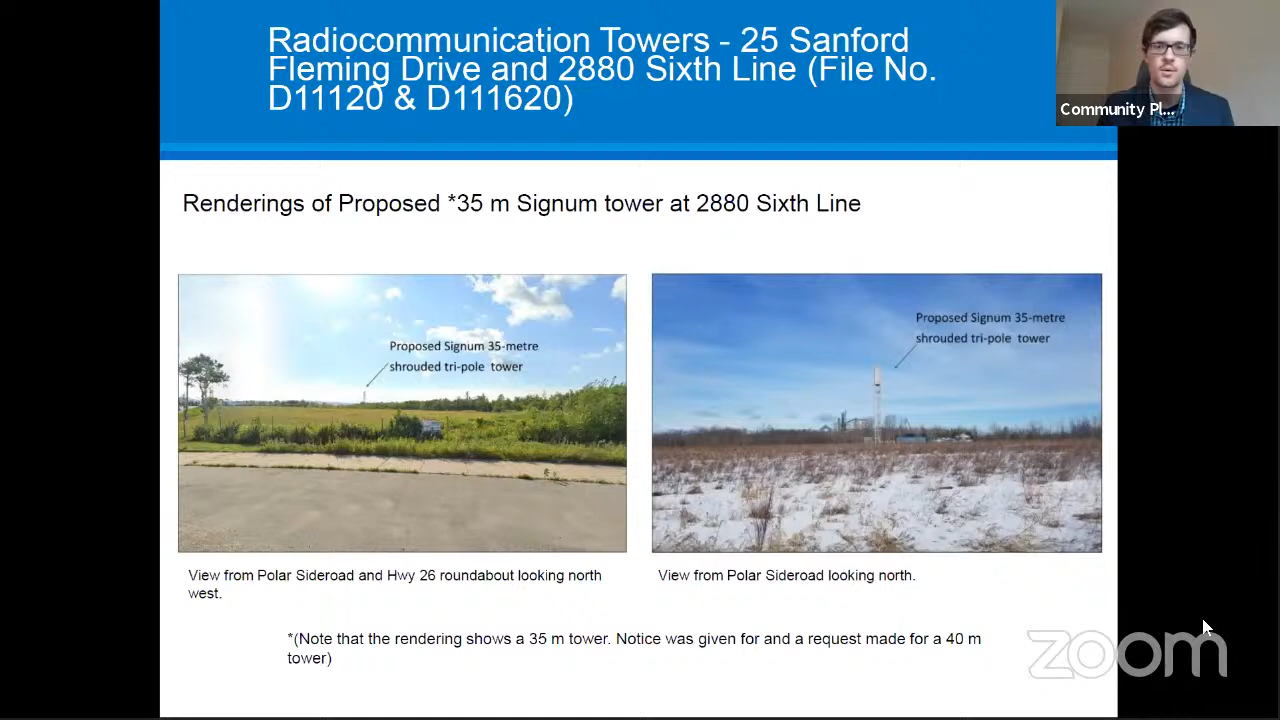 Radiocommunication Towers - 25 Sanford
Fleming Drive and 2880 Sixth Line (File No.
D11120 & D111620)
Community Pl...
Renderings of Proposed *35 m Signum tower at 2880 Sixth Line
Proposed Signum 35-metre
shrouded tri-pole tower
Proposed Signum 35-metre
shrouded tri-pole tower
View from Polar Sideroad and Hwy 26 roundabout looking north
west.
View from Polar Sideroad looking north.
*(Note that the rendering shows a 35 m tower. Notice was given for and a request made for a 40 m
tower)
zoom